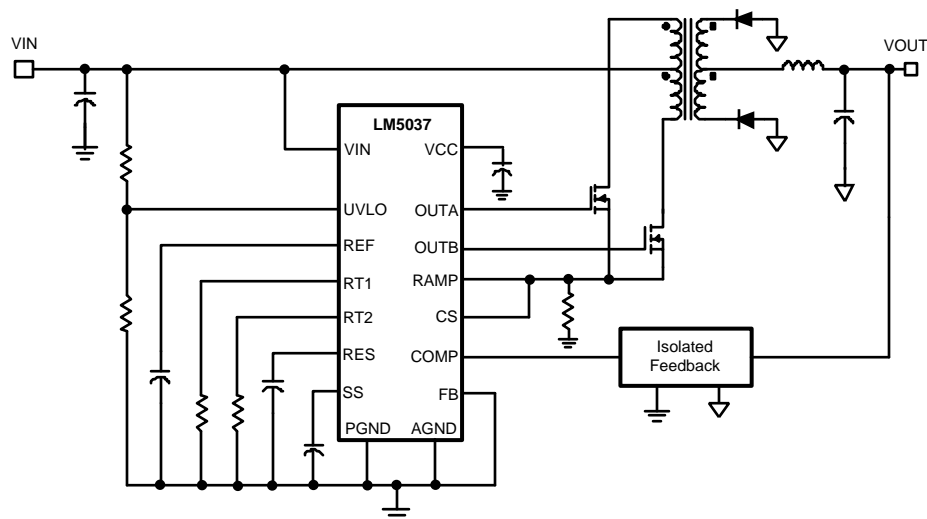 VIN
VOUT
LM5037
VIN
VCC
UVLO
OUTA
REF
OUTB
RT1
RAMP
RT2
CS
RES
COMP
SS
FB
PGND
AGND
Isolated
Feedback